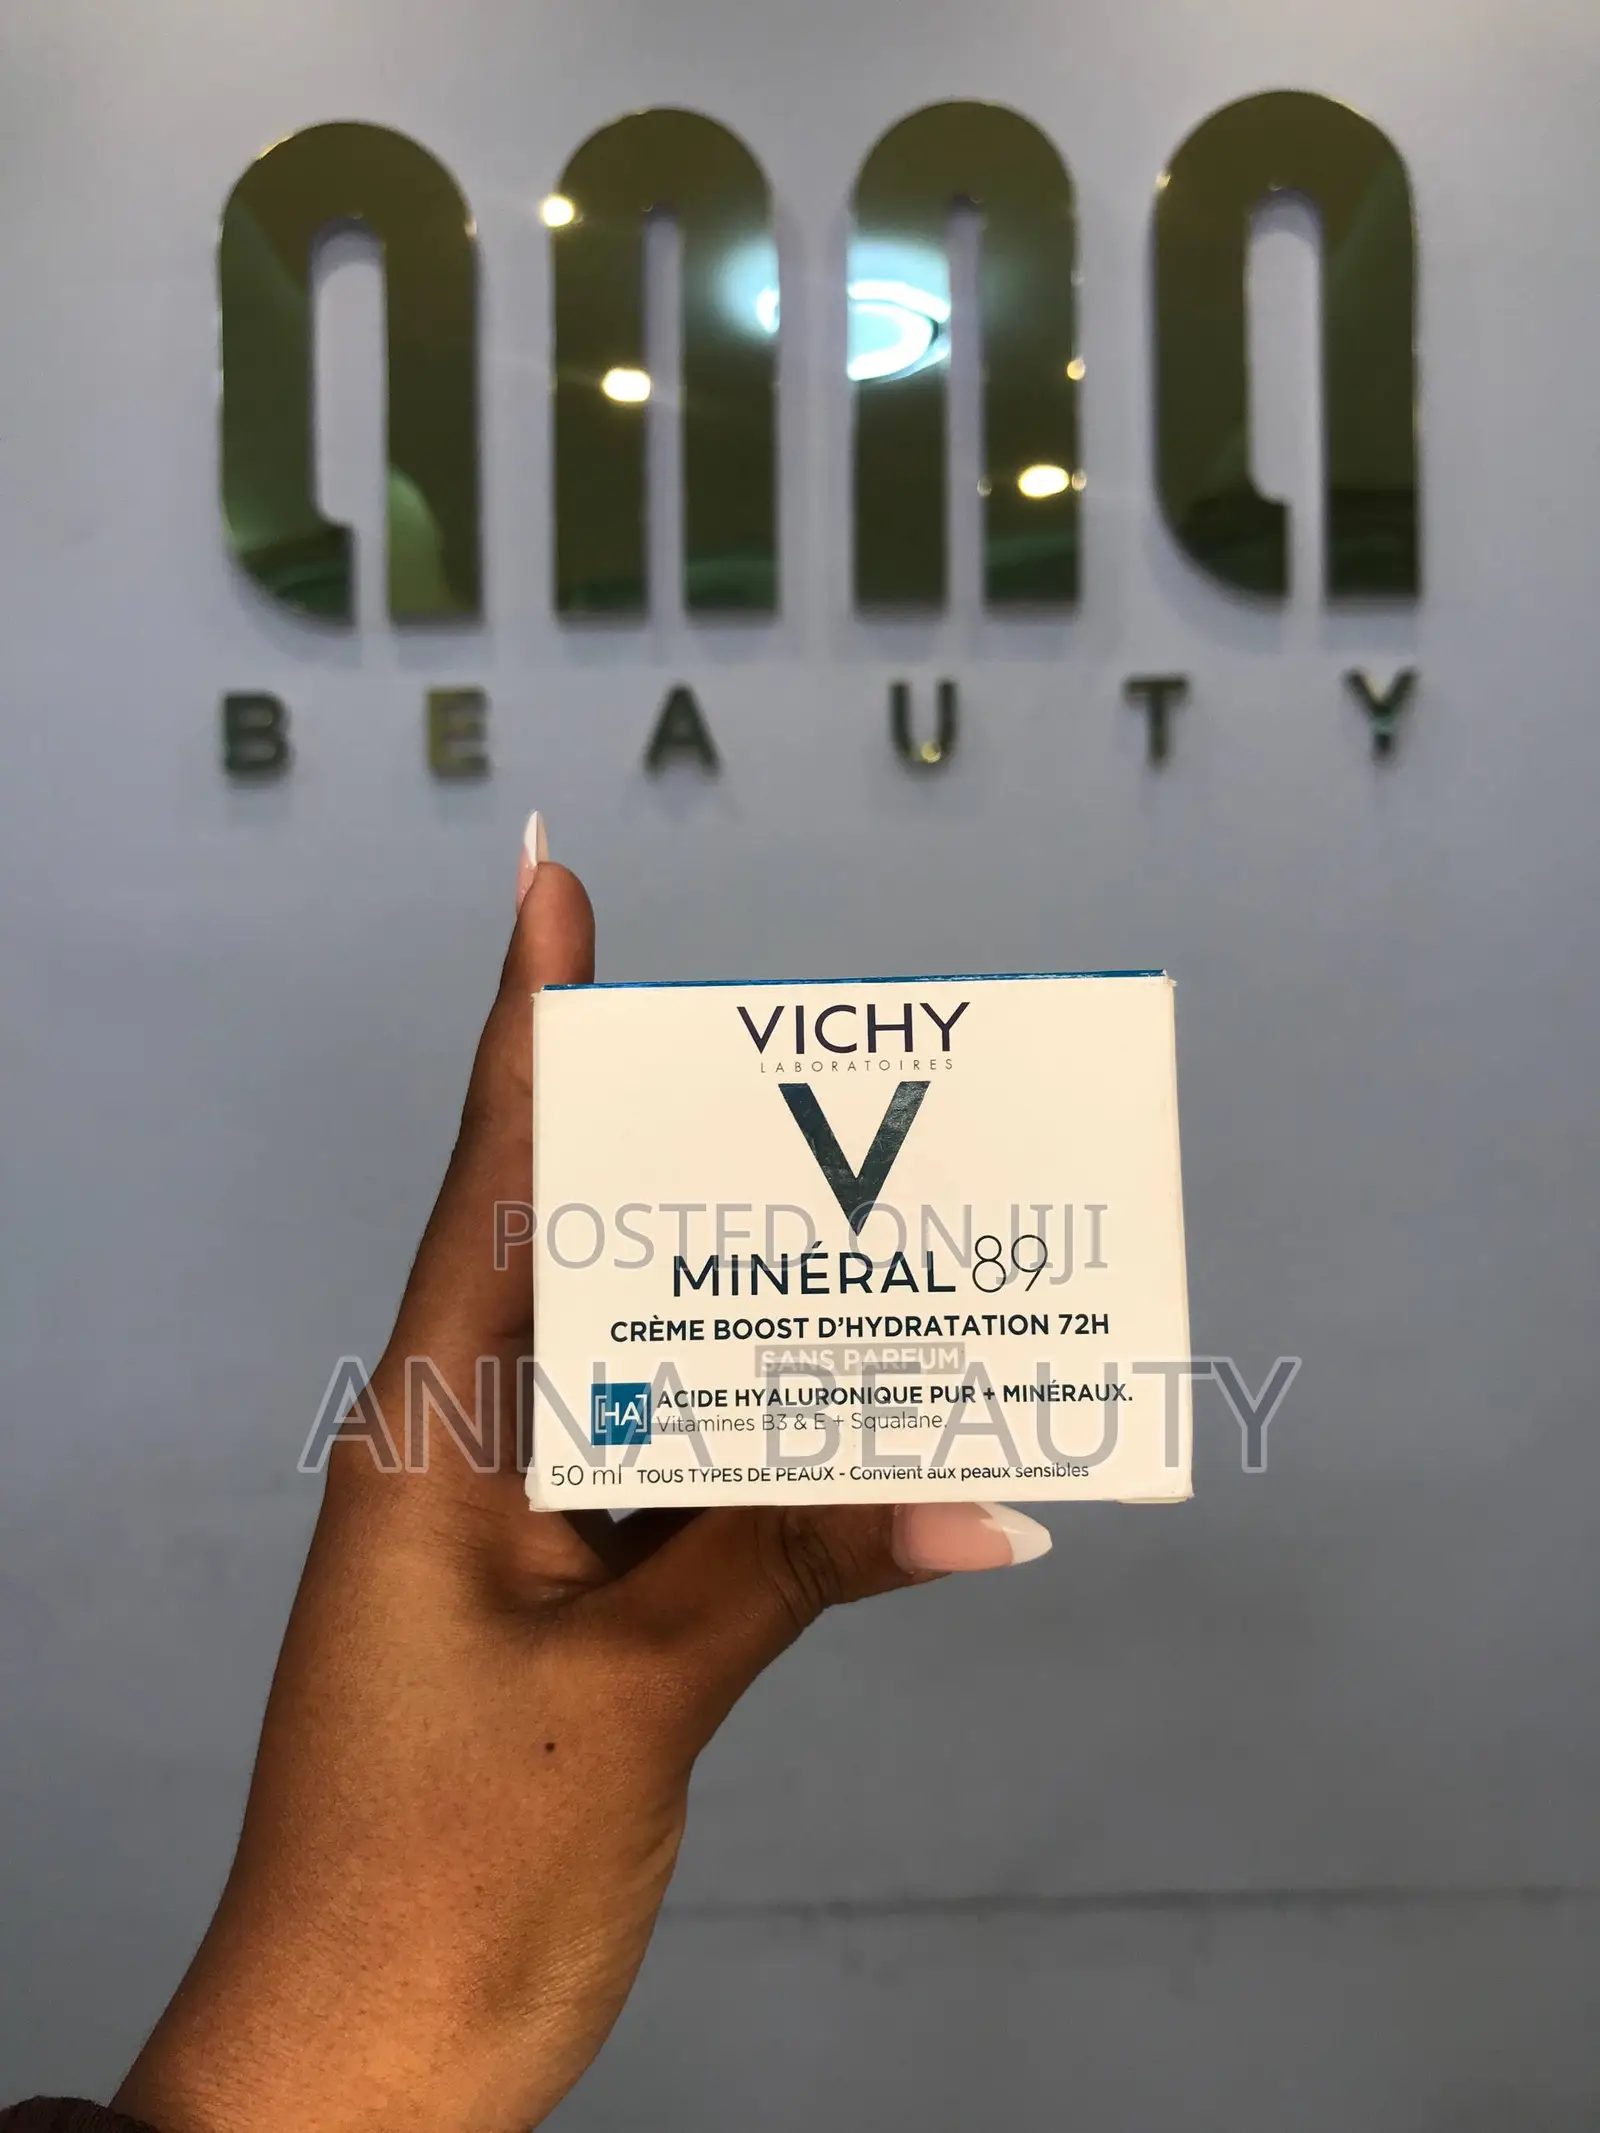 anna
BEAUTY
VICHY
LABORATOIRES
V
POSTED ON JIJI
MINÉRAL 89
CRÈME BOOST D'HYDRATATION 72H
SANS PARFUM
ANNA BEAUTY
[HA] ACIDE HYALURONIQUE PUR + MINÉRAUX.
Vitamines B3 & E + Squalane.
50 ml TOUS TYPES DE PEAUX - Convient aux peaux sensibles